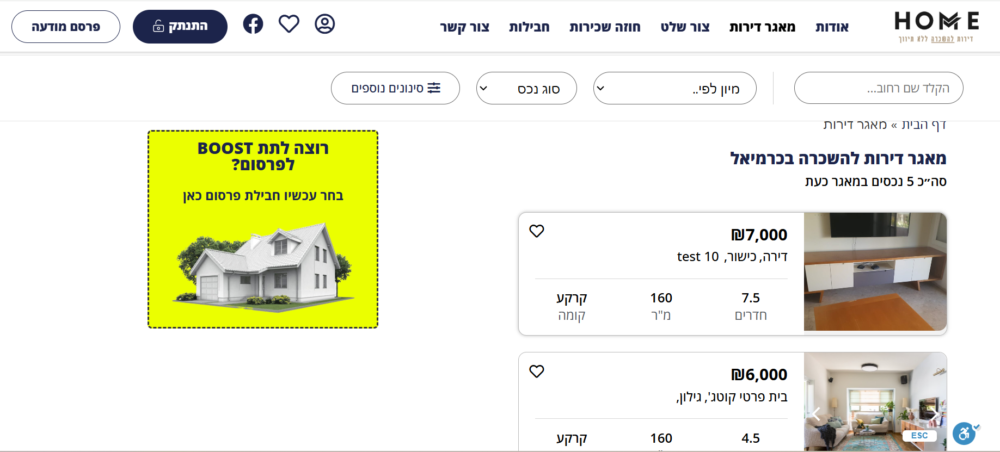 HOME
דירות להשכרה ללא תיווך
אודות
מאגר דירות
צור שלט
חוזה שכירות
חבילות
צור קשר
התנתק
פרסם מודעה
הקלד שם רחוב...
מיון לפי..
סוג נכס
סינונים נוספים
דף הבית » מאגר דירות
מאגר דירות להשכרה בכרמיאל
סה״כ 5 נכסים במאגר כעת
₪7,000
דירה, כישור, test 10
7.5
חדרים
160
מ"ר
קרקע
קומה
₪6,000
בית פרטי קוטג', גילון,
4.5
160
קרקע
רוצה לתת BOOST
לפרסום?
בחר עכשיו חבילת פרסום כאן
ESC